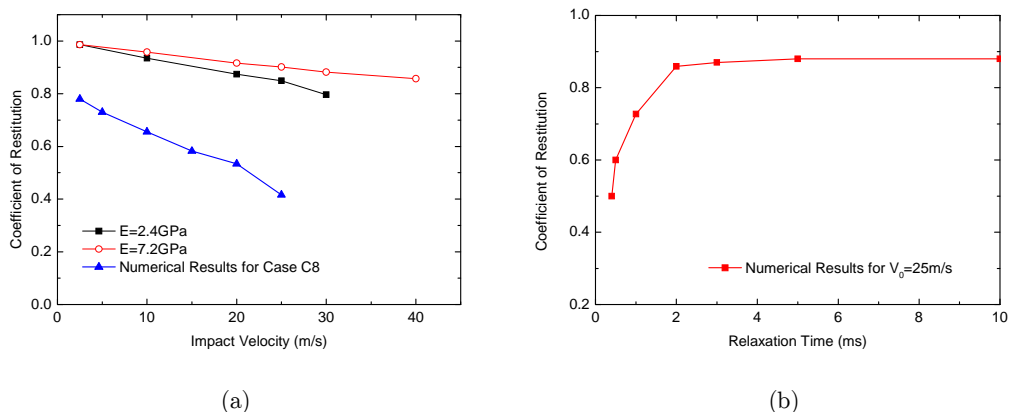 1.0
0.8
0.6
0.4
0.2
0.0
Coefficient of Restitution
E=2.4GPa
E=7.2GPa
Numerical Results for Case C8
0 10 20 30 40
Impact Velocity (m/s)
(a)
1.0
0.8
0.6
0.4
0.2
Coefficient of Restitution
Numerical Results for V0=25m/s
0 2 4 6 8 10
Relaxation Time (ms)
(b)